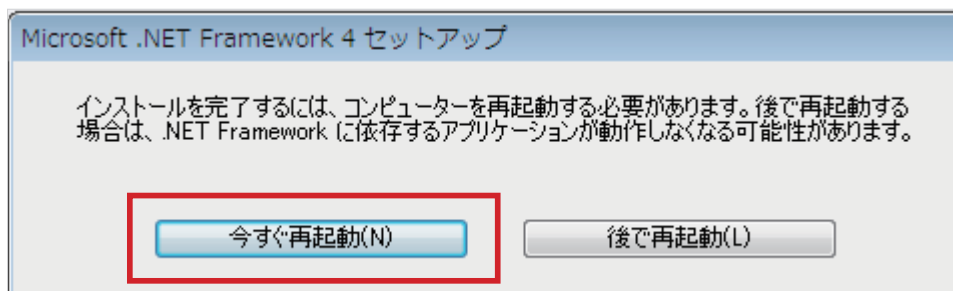 Microsoft .NET Framework 4 セットアップ
インストールを完了するには、コンピューターを再起動する必要があります。後で再起動する
場合は、.NET Framework に依存するアプリケーションが動作しなくなる可能性があります。
今すぐ再起動(N)
後で再起動(L)